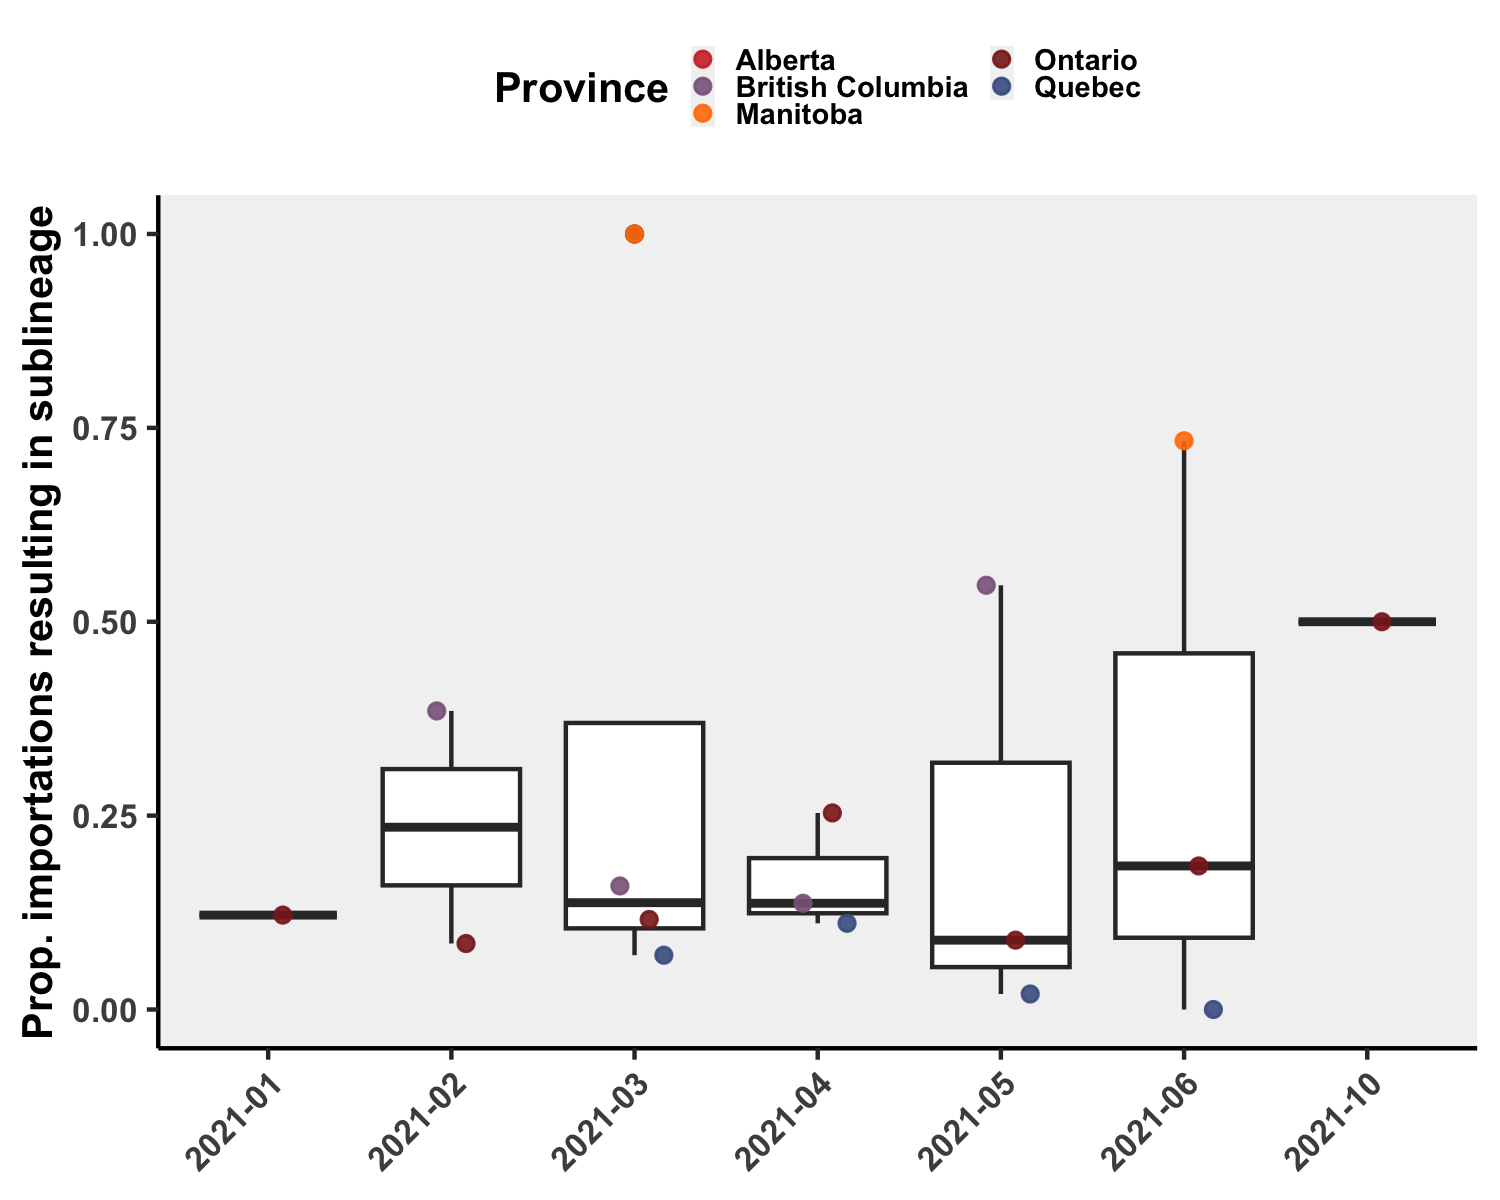 Province
Alberta
British Columbia
Manitoba
Ontario
Quebec
Prop. importations resulting in sublineage
1.00
0.75
0.50
0.25
0.00
2021-01
2021-02
2021-03
2021-04
2021-05
2021-06
2021-10